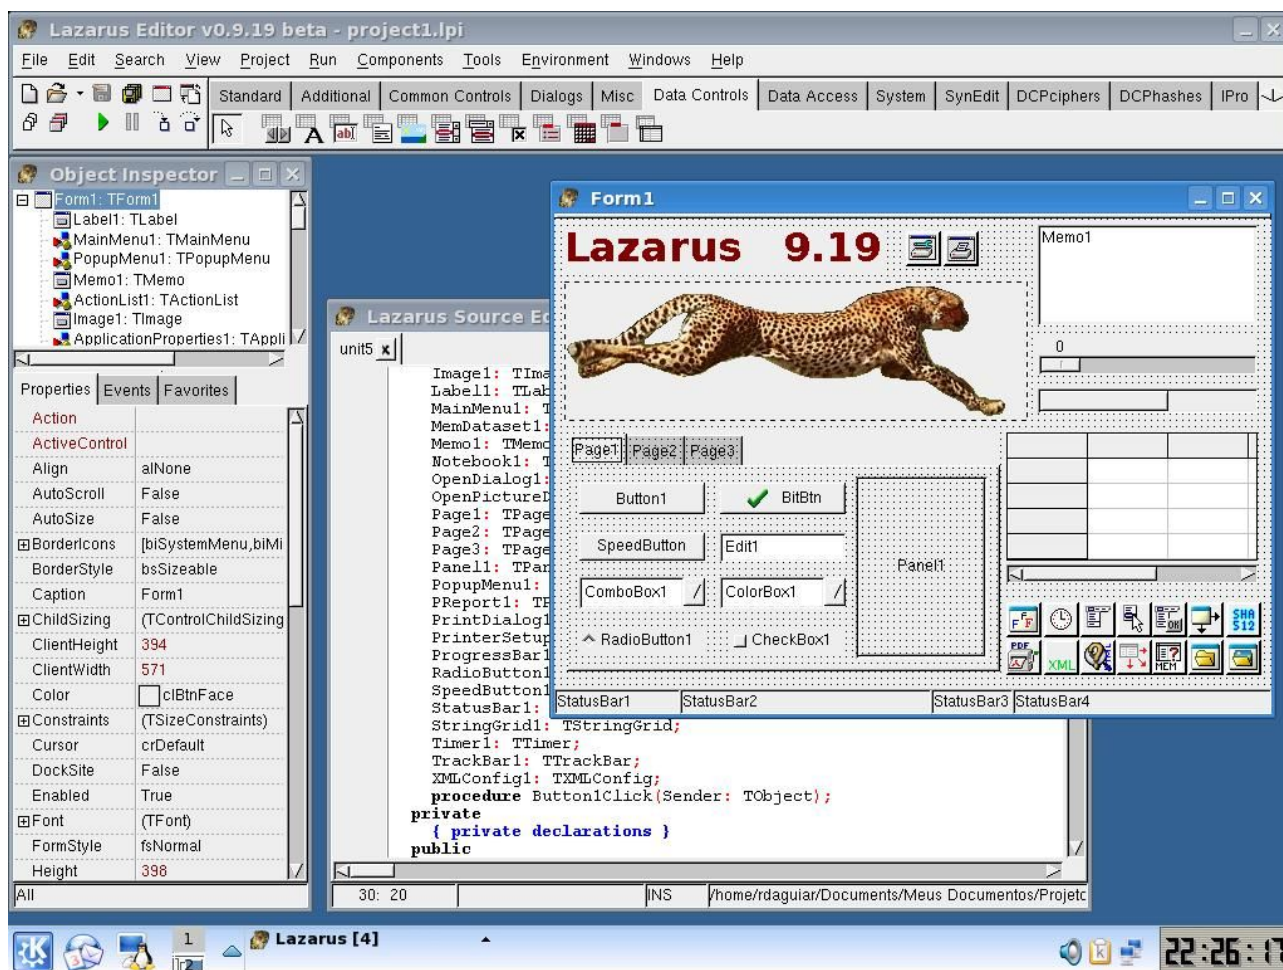 Lazarus Editor v0.9.19 beta - project1.lpi
File Edit Search View Project Run Components Tools Environment Windows Help
Standard Additional Common Controls Dialogs Misc Data Controls Data Access System SynEdit DCPciphers DCPhashes IPro
Object Inspector
Form1: TForm1
Label1: TLabel
MainMenu1: TMainMenu
PopupMenu1: TPopupMenu
Memo1: TMemo
ActionList1: TActionList
Image1: TImage
ApplicationProperties1: TAppli
Properties Events Favorites
Action
ActiveControl
Align alNone
AutoScroll False
AutoSize False
BorderIcons [biSystemMenu,biMi
BorderStyle bsSizeable
Caption Form1
ChildSizing (TControlChildSizing
ClientHeight 394
ClientWidth 571
Color clBtnFace
Constraints (TSizeConstraints)
Cursor crDefault
DockSite False
Enabled True
Font (TFont)
FormStyle fsNormal
Height 398
All
Lazarus Source Ed
unit5
Image1: TIma
Label1: TLab
MainMenu1: T
MemDataset1:
Memo1: TMemo
Notebook1: T
OpenDialog1:
OpenPictureD
Page1: TPage
Page2: TPage
Page3: TPage
Panel1: TPan
PopupMenu1:
PReport1: TP
PrintDialog1
PrinterSetup
ProgressBar1
RadioButton1
SpeedButton1
StatusBar1:
StringGrid1: TStringGrid;
Timer1: TTimer;
TrackBar1: TTrackBar;
XMLConfig1: TXMLConfig;
procedure Button1Click(Sender: TObject);
private
{ private declarations }
public
30: 20 INS /home/rdaguiar/Documents/Meus Documentos/Projetc
Form1
Lazarus 9.19
Memo1
0
Page1 Page2 Page3
Button1 BitBtn
SpeedButton Edit1
Panel1
ComboBox1 ColorBox1
RadioButton1 CheckBox1
SHA
512
PDF
XML
MEM
OK
StatusBar1 StatusBar2 StatusBar3 StatusBar4
1
2
Lazarus [4]
22:26:17